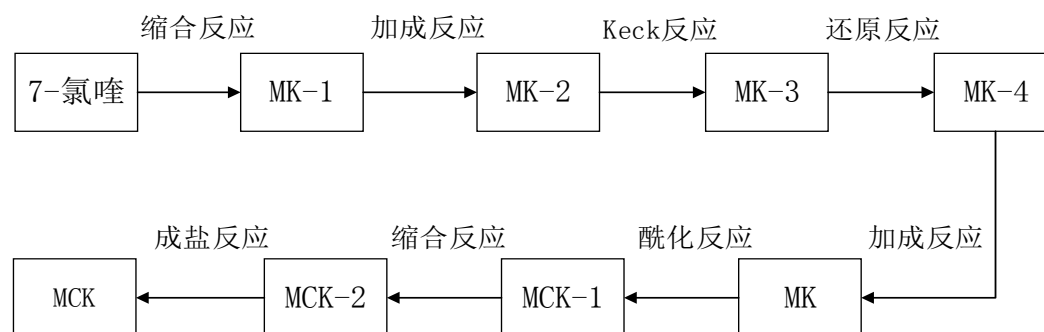 缩合反应 加成反应 Keck反应 还原反应
7-氯喹 MK-1 MK-2 MK-3 MK-4
成盐反应 缩合反应 酰化反应 加成反应
MCK MCK-2 MCK-1 MK